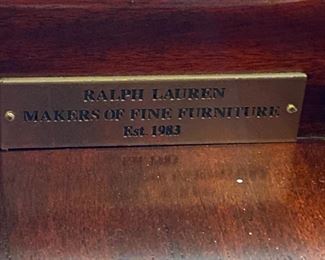 RALPH LAUREN
MAKERS OF FINE FURNITURE
Est. 1983